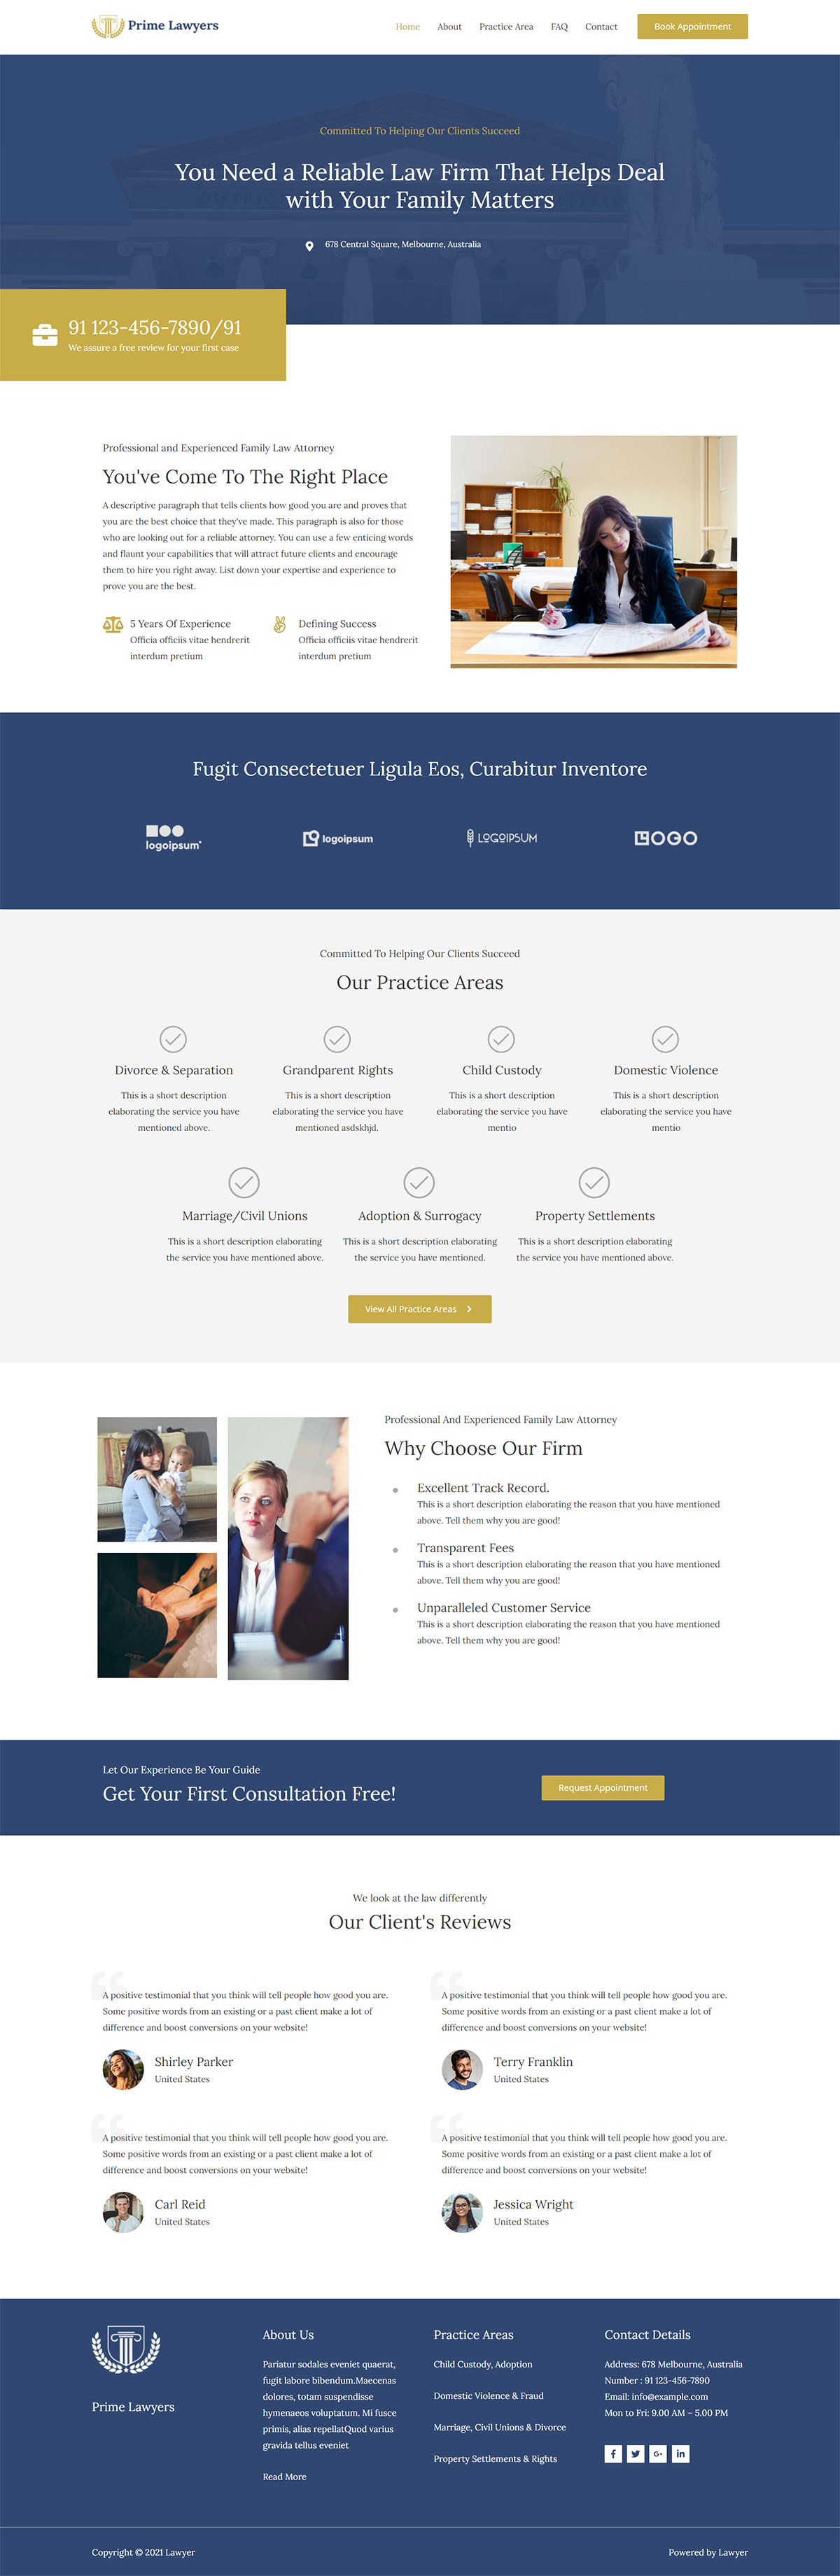 Prime Lawyers
Home About Practice Area FAQ Contact Book Appointment
Committed To Helping Our Clients Succeed
You Need a Reliable Law Firm That Helps Deal
with Your Family Matters
678 Central Square, Melbourne, Australia
91 123-456-7890/91
We assure a free review for your first case
Professional and Experienced Family Law Attorney
You've Come To The Right Place
A descriptive paragraph that tells clients how good you are and proves that
you are the best choice that they've made. This paragraph is also for those
who are looking out for a reliable attorney. You can use a few enticing words
and flaunt your capabilities that will attract future clients and encourage
them to hire you right away. List down your expertise and experience to
prove you are the best.
5 Years Of Experience
Officia officiis vitae hendrerit
interdum pretium
Defining Success
Officia officiis vitae hendrerit
interdum pretium
Fugit Consectetuer Ligula Eos, Curabitur Inventore
logoipsum
logoipsum
LOGOIPSUM
LOGO
Committed To Helping Our Clients Succeed
Our Practice Areas
Divorce & Separation
This is a short description
elaborating the service you have
mentioned above.
Grandparent Rights
This is a short description
elaborating the service you have
mentioned asdskhjd.
Child Custody
This is a short description
elaborating the service you have
mentio
Domestic Violence
This is a short description
elaborating the service you have
mentio
Marriage/Civil Unions
This is a short description elaborating
the service you have mentioned above.
Adoption & Surrogacy
This is a short description elaborating
the service you have mentioned.
Property Settlements
This is a short description elaborating
the service you have mentioned above.
View All Practice Areas
Professional And Experienced Family Law Attorney
Why Choose Our Firm
Excellent Track Record.
This is a short description elaborating the reason that you have mentioned
above. Tell them why you are good!
Transparent Fees
This is a short description elaborating the reason that you have mentioned
above. Tell them why you are good!
Unparalleled Customer Service
This is a short description elaborating the reason that you have mentioned
above. Tell them why you are good!
Let Our Experience Be Your Guide
Get Your First Consultation Free!
Request Appointment
We look at the law differently
Our Client's Reviews
A positive testimonial that you think will tell people how good you are.
Some positive words from an existing or a past client make a lot of
difference and boost conversions on your website!
Shirley Parker
United States
A positive testimonial that you think will tell people how good you are.
Some positive words from an existing or a past client make a lot of
difference and boost conversions on your website!
Terry Franklin
United States
A positive testimonial that you think will tell people how good you are.
Some positive words from an existing or a past client make a lot of
difference and boost conversions on your website!
Carl Reid
United States
A positive testimonial that you think will tell people how good you are.
Some positive words from an existing or a past client make a lot of
difference and boost conversions on your website!
Jessica Wright
United States
Prime Lawyers
About Us
Pariatur sodales eveniet quaerat,
fugit labore bibendum.Maecenas
dolores, totam suspendisse
hymenaeos voluptatum. Mi fusce
primis, alias repellatQuod varius
gravida tellus eveniet
Read More
Practice Areas
Child Custody, Adoption
Domestic Violence & Fraud
Marriage, Civil Unions & Divorce
Property Settlements & Rights
Contact Details
Address: 678 Melbourne, Australia
Number : 91 123-456-7890
Email: info@example.com
Mon to Fri: 9.00 AM – 5.00 PM
Copyright © 2021 Lawyer
Powered by Lawyer